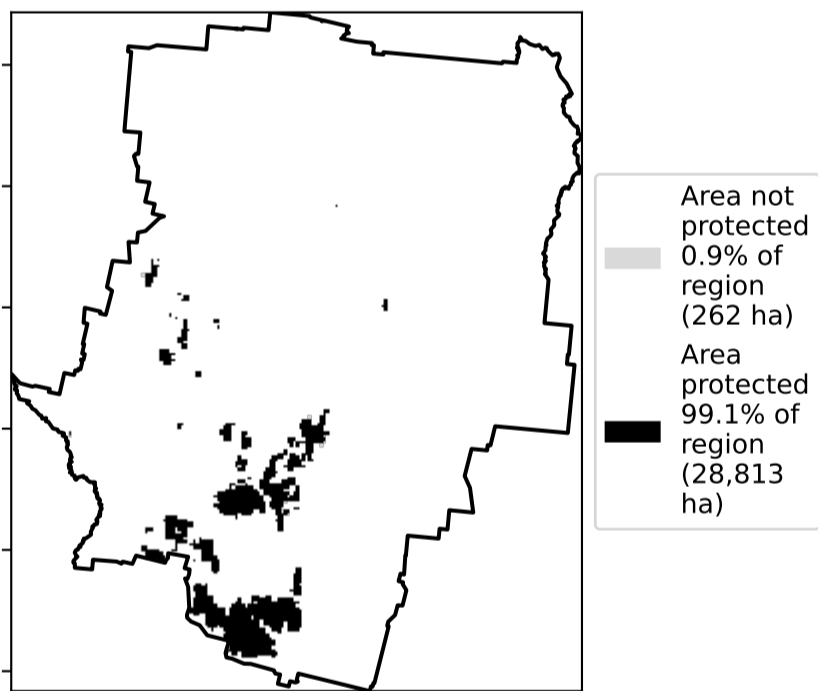 Area not
protected
0.9% of
region
(262 ha)
Area
protected
99.1% of
region
(28,813
ha)